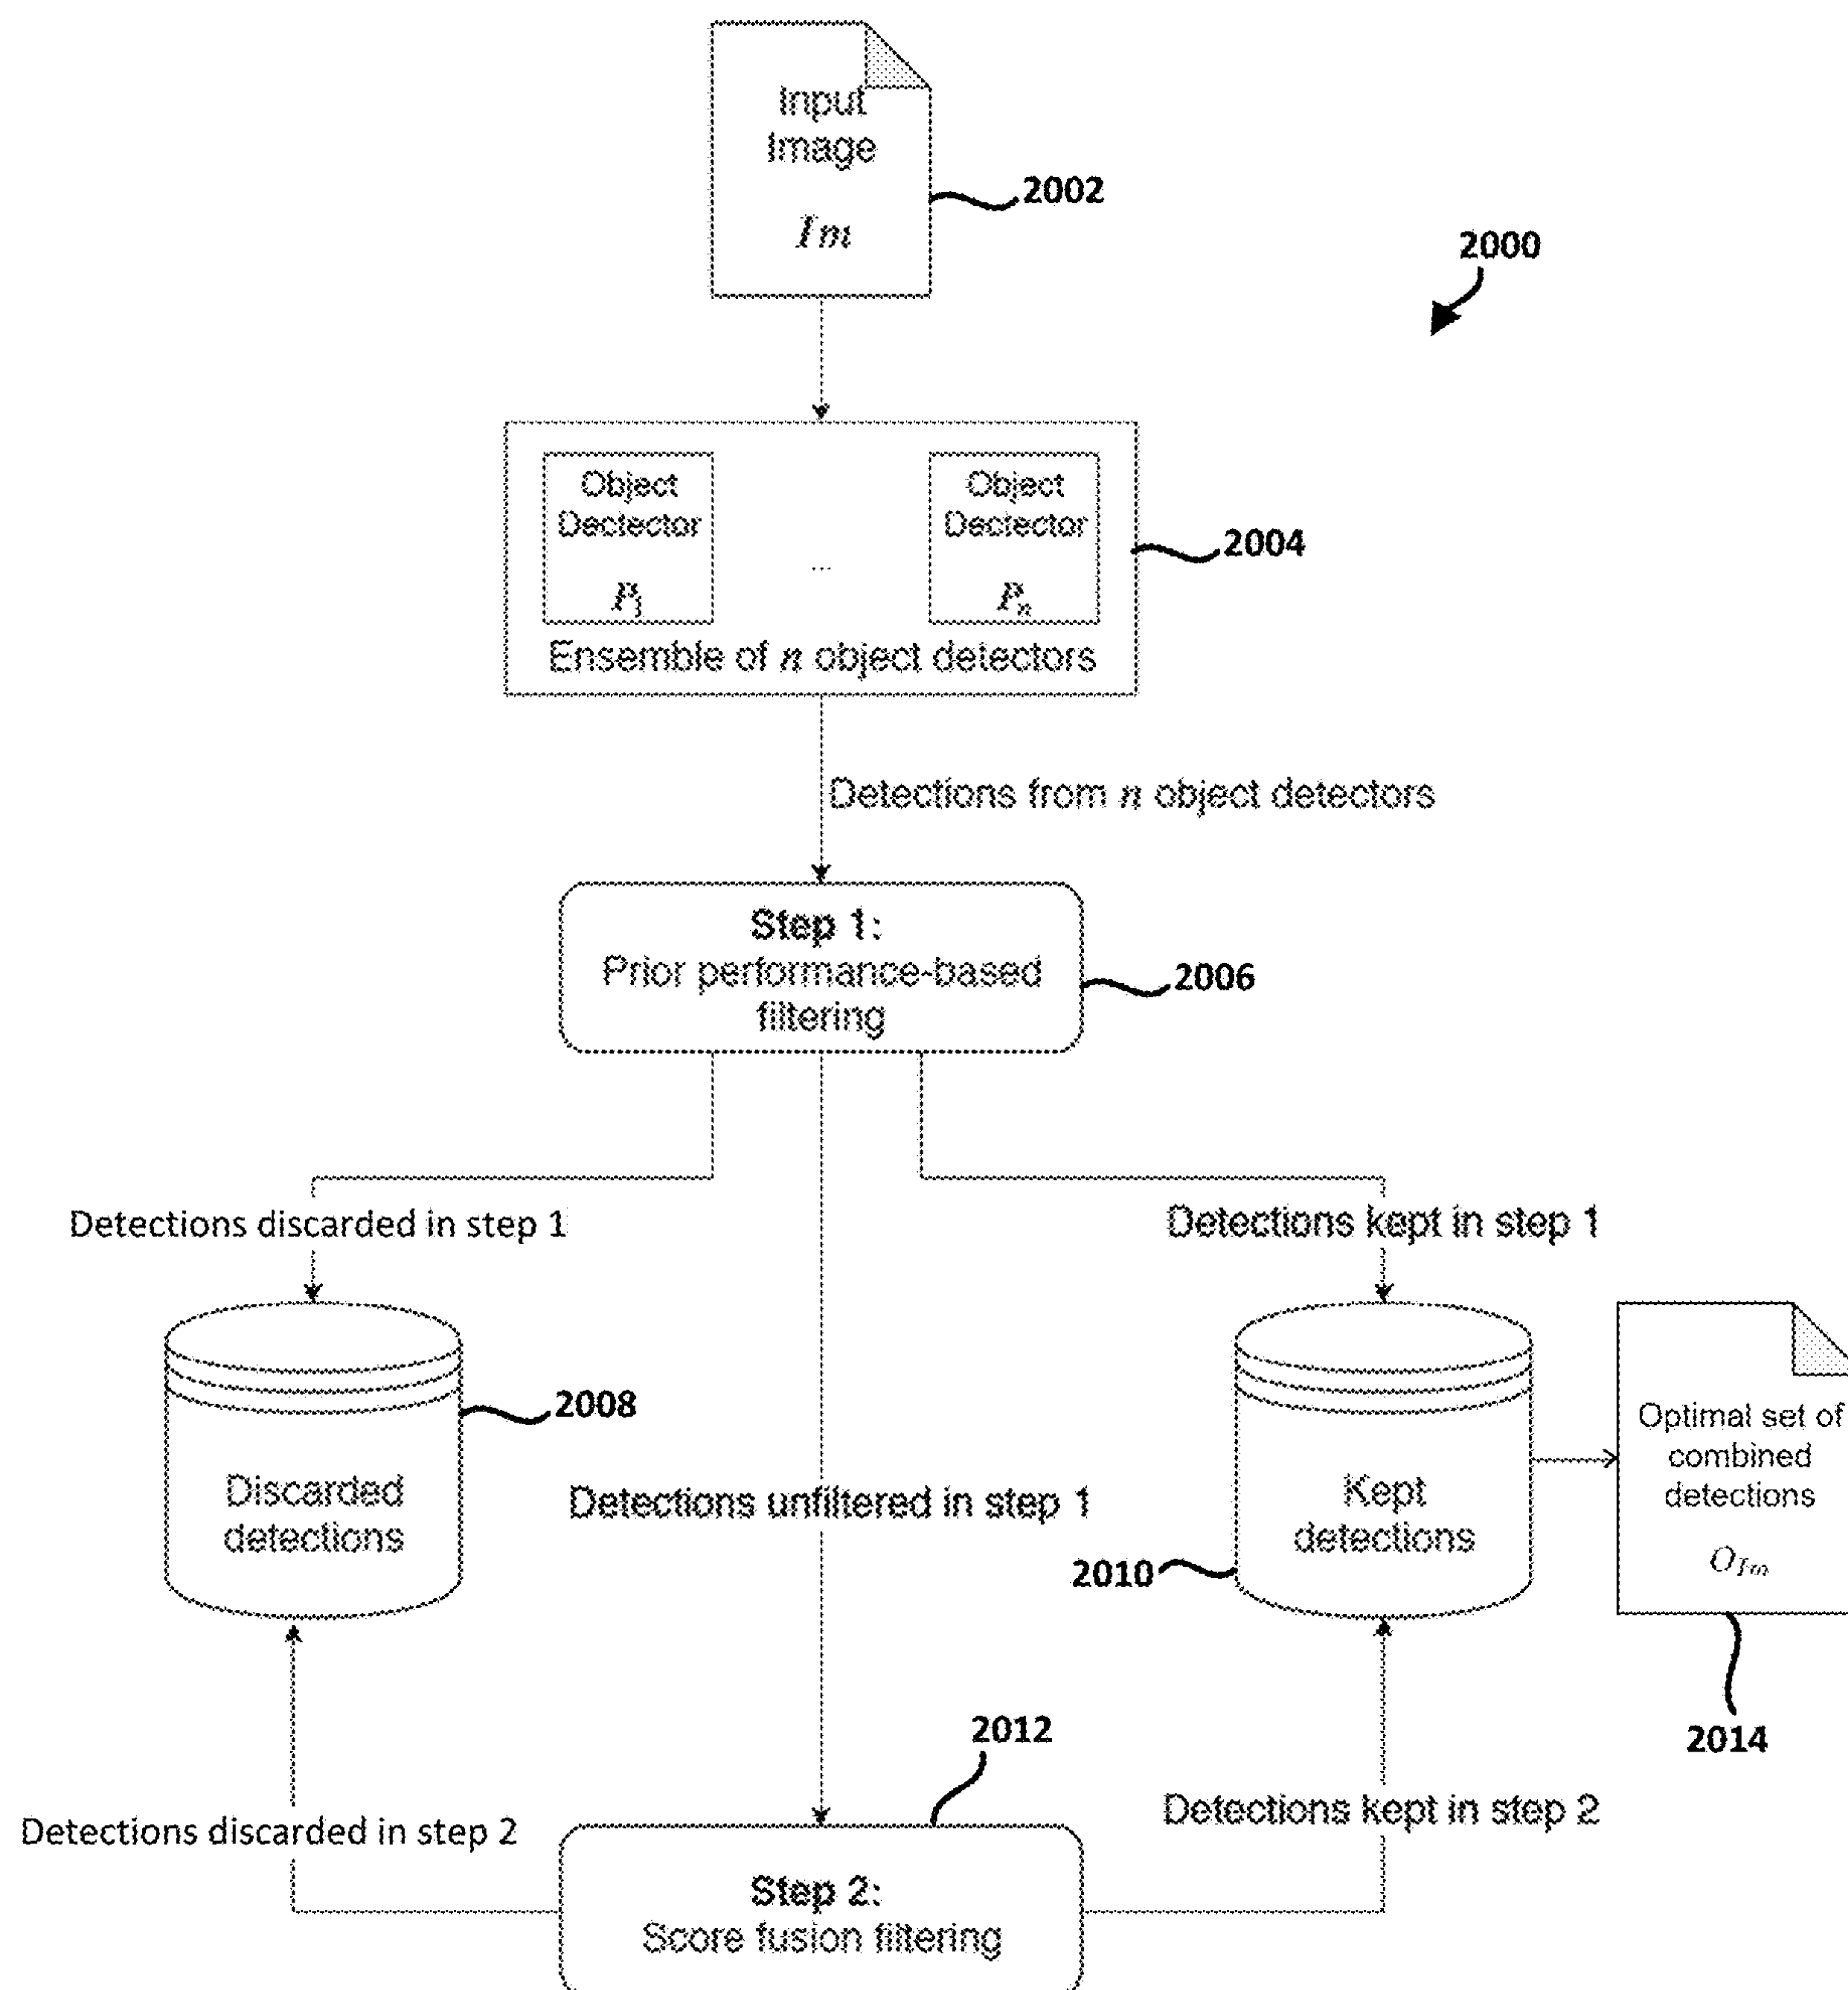 Input
Image
Im
2002
2000
Object
Dectector
P1
...
Object
Dectector
Pn
2004
Ensemble of n object detectors
Detections from n object detectors
Step 1:
Prior performance-based
filtering
2006
Detections discarded in step 1
Detections kept in step 1
2008
Discarded
detections
Detections unfiltered in step 1
Kept
detections
2010
Optimal set of
combined
detections
OIm
2014
2012
Detections discarded in step 2
Detections kept in step 2
Step 2:
Score fusion filtering